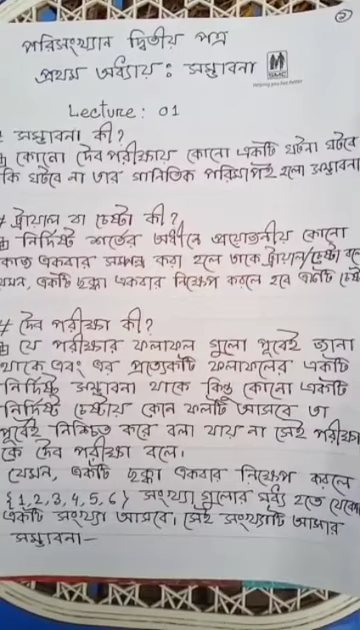 2
পরিসংখ্যান দ্বিতীয় পত্র
প্রথম অধ্যায় : সম্ভাবনা
SMC
Lecture : 01
# সম্ভাবনা কী?
কোনো দৈব পরীক্ষায় কোনো একটি ঘটনা ঘটবে
কি ঘটবে না তার গানিতিক পরিমাপই হলো সম্ভাবনা
# ট্রায়াল বা চেষ্টা কী?
নির্দিষ্ট শর্তের অধীনে প্রয়োজনীয় কোনো
কাজ একবার সম্পন্ন করা হলে তাকে ট্রায়াল/চেষ্টা বলে
যেমন, একটি ছক্কা একবার নিক্ষেপ করলে হবে একটি চেষ্টা
# দৈব পরীক্ষা কী?
যে পরীক্ষার ফলাফল গুলো পূর্বেই জানা
থাকে এবং এর প্রত্যেকটি ফলাফলের একটি
নির্দিষ্ট সম্ভাবনা থাকে কিন্তু কোনো একটি
নির্দিষ্ট চেষ্টায় কোন ফলটি আসবে তা
পূর্বেই নিশ্চিত করে বলা যায় না সেই পরীক্ষা
কে দৈব পরীক্ষা বলে।
যেমন, একটি ছক্কা একবার নিক্ষেপ করলে
{1,2,3,4,5,6} সংখ্যা গুলোর মধ্য হতে যেকো
একটি সংখ্যা আসবে। সেই সংখ্যাটি আসার
সম্ভাবনা—